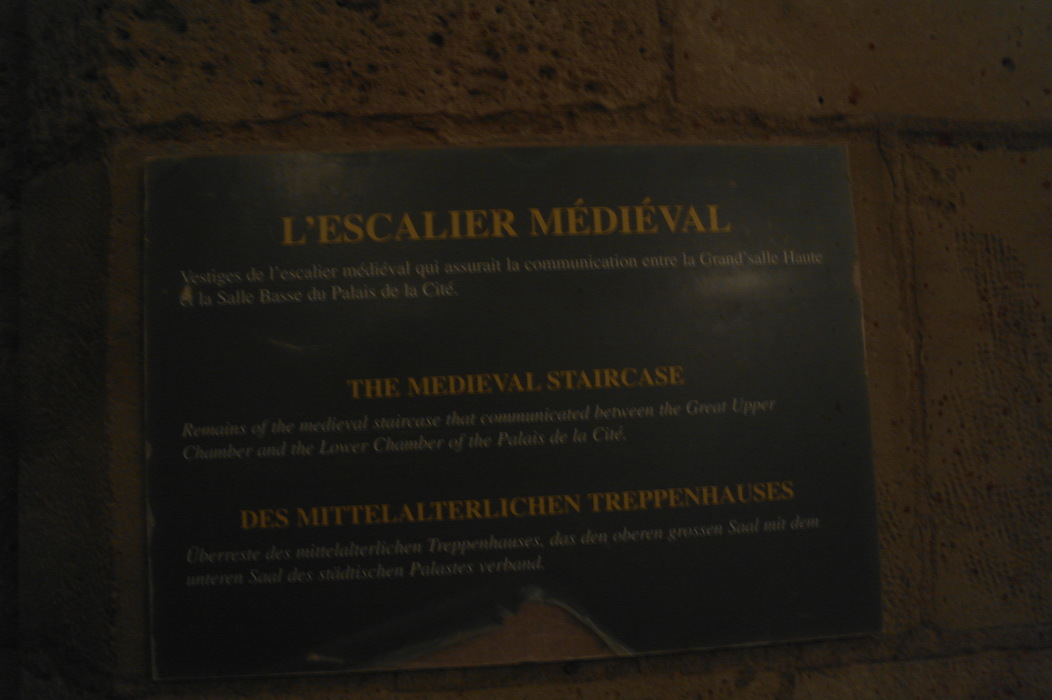 L'ESCALIER MÉDIÉVAL
Vestiges de l'escalier médiéval qui assurait la communication entre la Grand'salle Haute
et la Salle Basse du Palais de la Cité.
THE MEDIEVAL STAIRCASE
Remains of the medieval staircase that communicated between the Great Upper
Chamber and the Lower Chamber of the Palais de la Cité.
DES MITTELALTERLICHEN TREPPENHAUSES
Überreste des mittelalterlichen Treppenhauses, das den oberen grossen Saal mit dem
unteren Saal des städtischen Palastes verband.